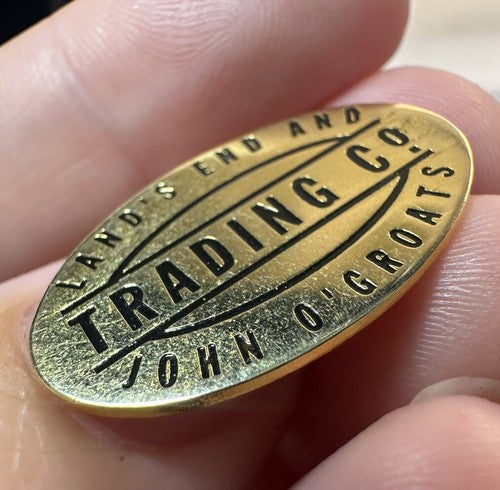 LAND'S END AND
TRADING CO.
JOHN O'GROATS